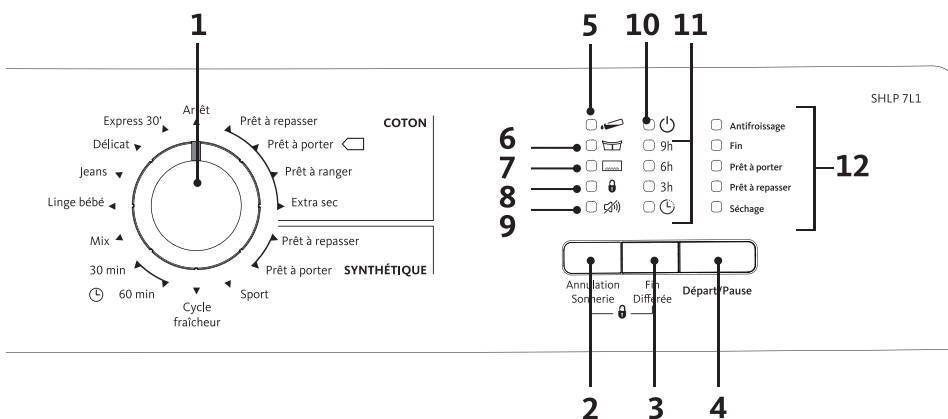 1
5 10 11
SHLP 7L1
Arrêt
Express 30'
Délicat
Jeans
Linge bébé
Mix
30 min
60 min
Cycle
fraîcheur
Sport
Prêt à repasser
Prêt à porter
Prêt à ranger
Extra sec
COTON
Prêt à repasser
Prêt à porter
SYNTHÉTIQUE
6
7
8
9
9h
6h
3h
Antifroissage
Fin
Prêt à porter
Prêt à repasser
Séchage
12
Annulation
Sonnerie
Fin
Différée
Départ/Pause
2 3 4